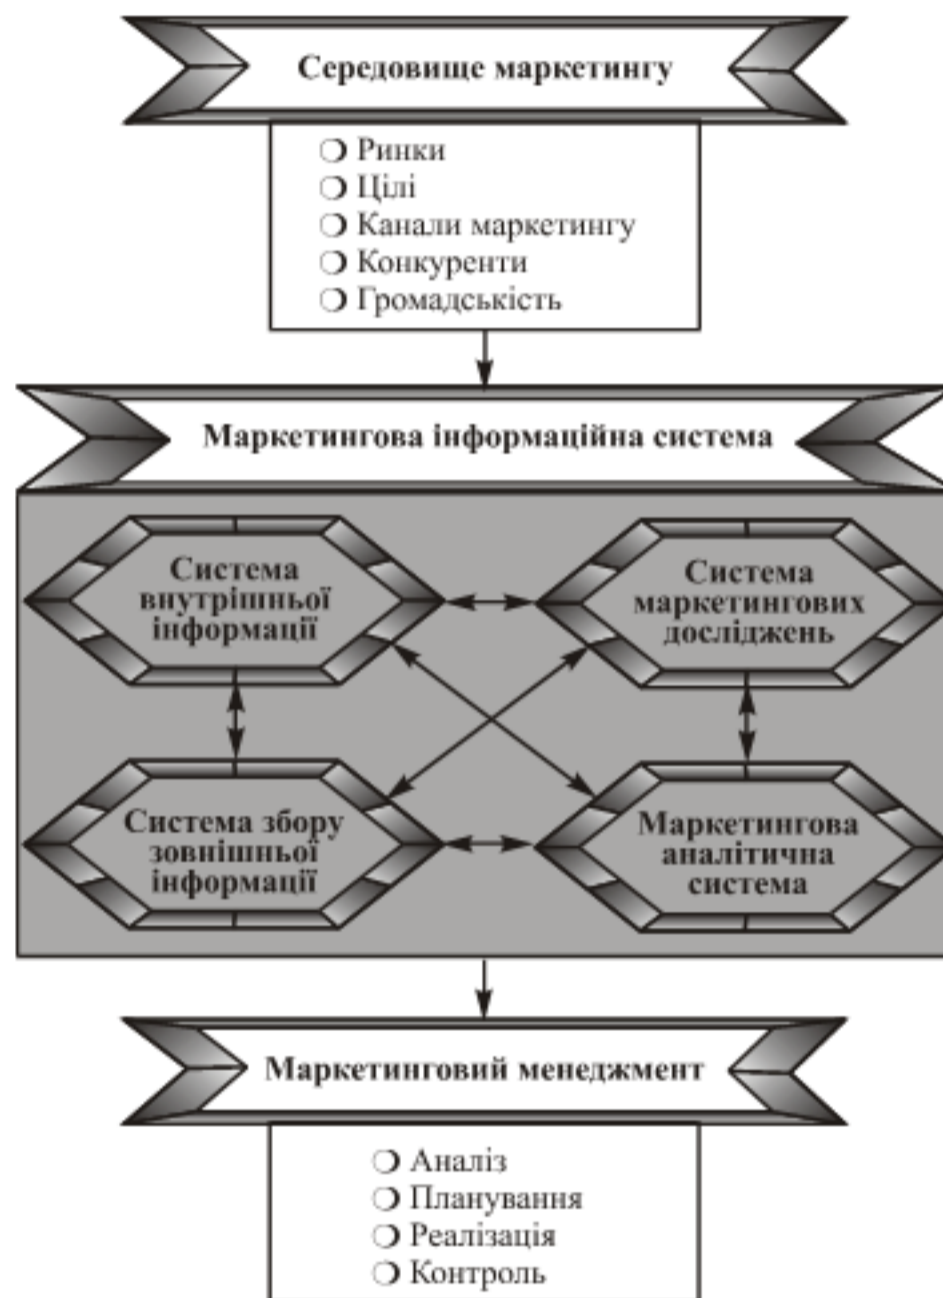 Середовище маркетингу
❍ Ринки
❍ Цілі
❍ Канали маркетингу
❍ Конкуренти
❍ Громадськість
Маркетингова інформаційна система
Система
внутрішньої
інформації
Система
маркетингових
досліджень
Система збору
зовнішньої
інформації
Маркетингова
аналітична
система
Маркетинговий менеджмент
❍ Аналіз
❍ Планування
❍ Реалізація
❍ Контроль